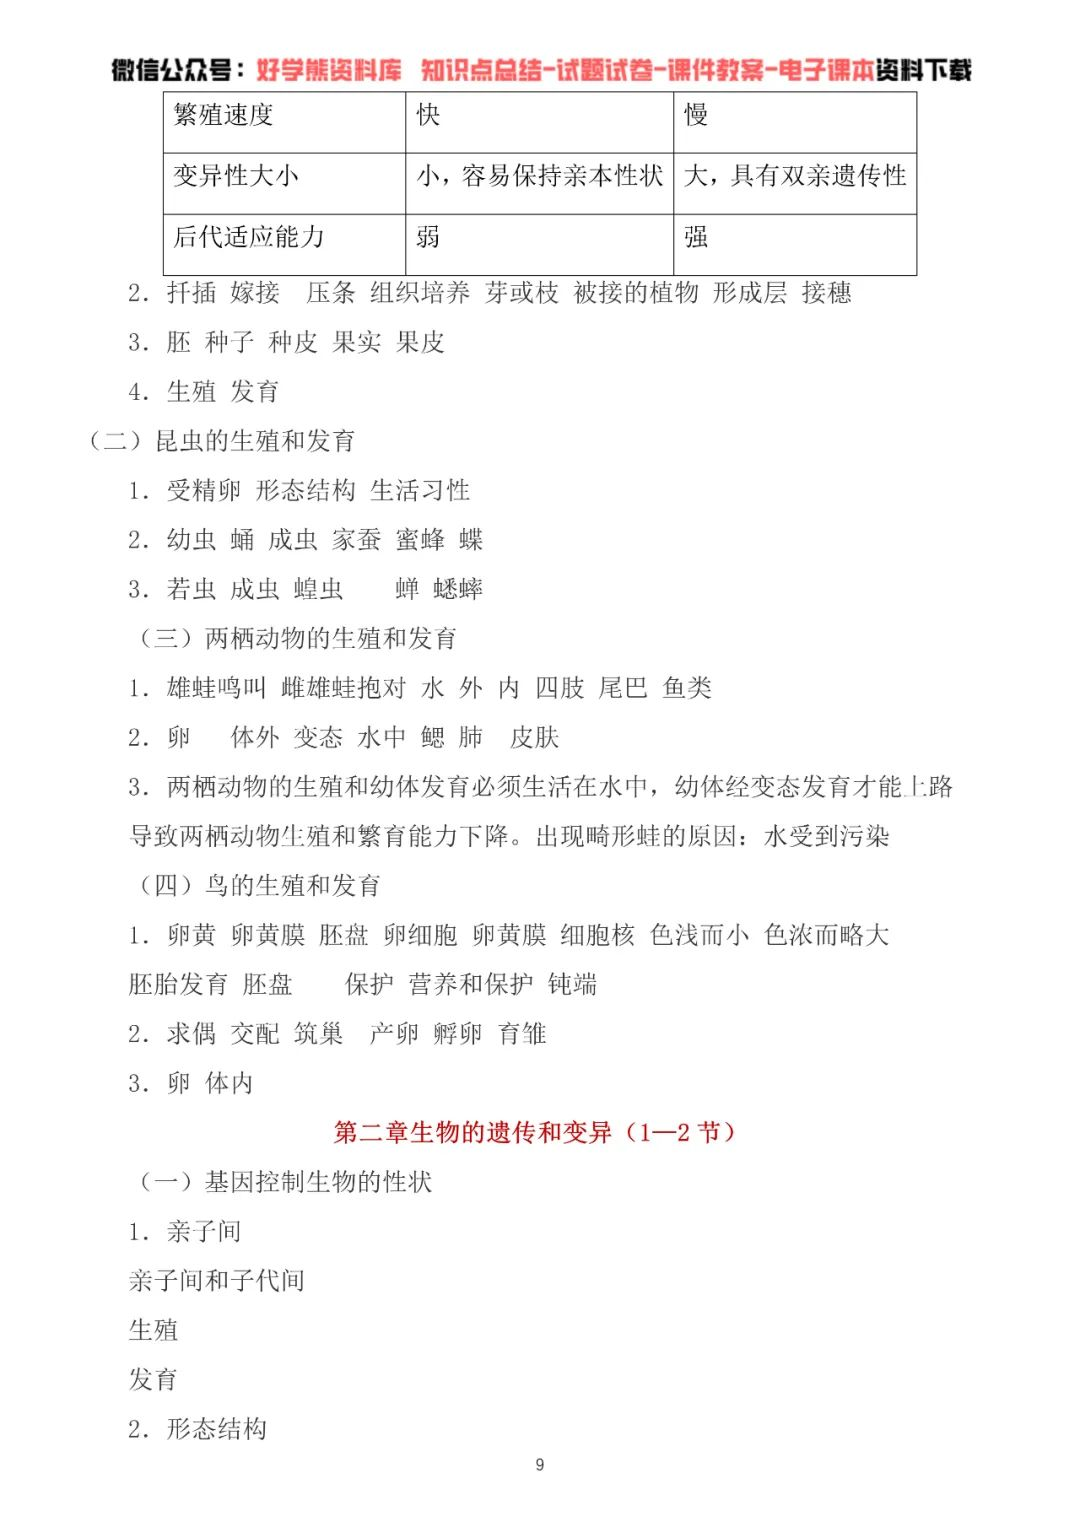 微信公众号：好学熊资料库 知识点总结-试题试卷-课件教案-电子课本资料下载
繁殖速度 快 慢
变异性大小 小，容易保持亲本性状 大，具有双亲遗传性
后代适应能力 弱 强
2．扦插 嫁接 压条 组织培养 芽或枝 被接的植物 形成层 接穗
3．胚 种子 种皮 果实 果皮
4．生殖 发育
（二）昆虫的生殖和发育
1．受精卵 形态结构 生活习性
2．幼虫 蛹 成虫 家蚕 蜜蜂 蝶
3．若虫 成虫 蝗虫 蝉 蟋蟀
（三）两栖动物的生殖和发育
1．雄蛙鸣叫 雌雄蛙抱对 水 外 内 四肢 尾巴 鱼类
2．卵 体外 变态 水中 鳃 肺 皮肤
3．两栖动物的生殖和幼体发育必须生活在水中，幼体经变态发育才能上路
导致两栖动物生殖和繁育能力下降。出现畸形蛙的原因：水受到污染
（四）鸟的生殖和发育
1．卵黄 卵黄膜 胚盘 卵细胞 卵黄膜 细胞核 色浅而小 色浓而略大
胚胎发育 胚盘 保护 营养和保护 钝端
2．求偶 交配 筑巢 产卵 孵卵 育雏
3．卵 体内
第二章生物的遗传和变异（1—2 节）
（一）基因控制生物的性状
1．亲子间
亲子间和子代间
生殖
发育
2．形态结构
9